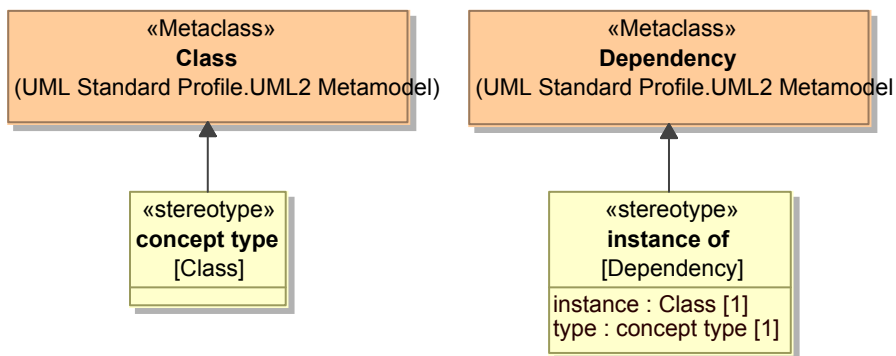 «Metaclass»
Class
(UML Standard Profile.UML2 Metamodel)
«Metaclass»
Dependency
(UML Standard Profile.UML2 Metamodel
«stereotype»
concept type
[Class]
«stereotype»
instance of
[Dependency]
instance : Class [1]
type : concept type [1]